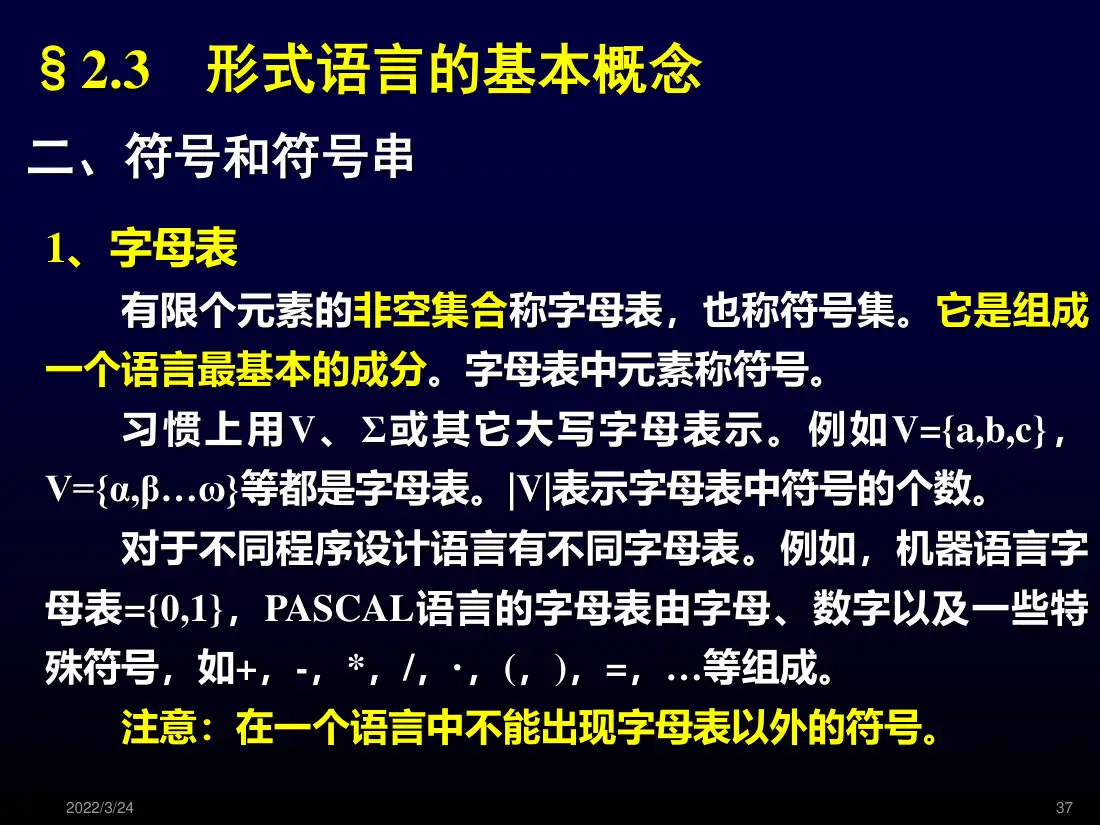 §2.3 形式语言的基本概念
二、符号和符号串
1、字母表
有限个元素的非空集合称字母表，也称符号集。它是组成
一个语言最基本的成分。字母表中元素称符号。
习惯上用V、Σ或其它大写字母表示。例如V={a,b,c}，
V={α,β…ω}等都是字母表。|V|表示字母表中符号的个数。
对于不同程序设计语言有不同字母表。例如，机器语言字
母表={0,1}，PASCAL语言的字母表由字母、数字以及一些特
殊符号，如+，-，*，/，·，(，)，=，…等组成。
注意：在一个语言中不能出现字母表以外的符号。
2022/3/24
37